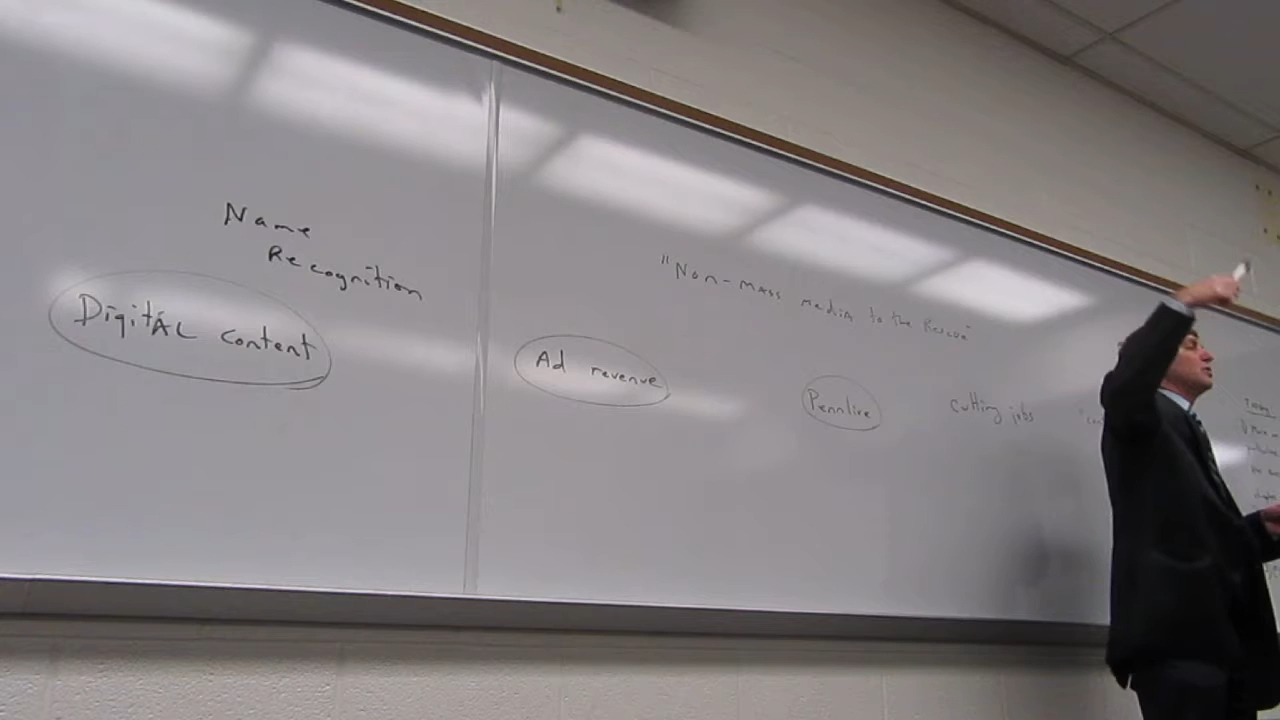 Name
Recognition
DigitAL content
Ad revenue
"Non-mass media to the Rescue"
Pennlive
cutting jobs